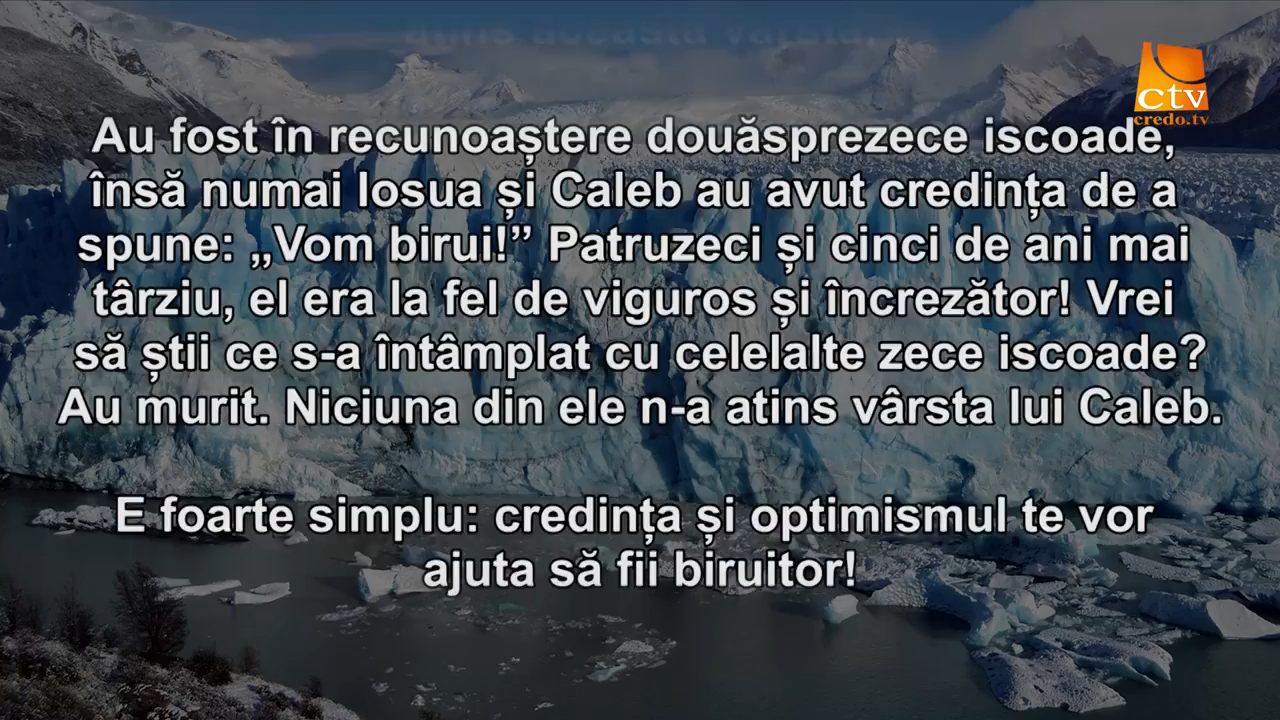 atins această vârstă.
ctv
credo.tv
Au fost în recunoaștere douăsprezece iscoade,
însă numai Iosua și Caleb au avut credința de a
spune: „Vom birui!” Patruzeci și cinci de ani mai
târziu, el era la fel de viguros și încrezător! Vrei
să știi ce s-a întâmplat cu celelalte zece iscoade?
Au murit. Niciuna din ele n-a atins vârsta lui Caleb.
E foarte simplu: credința și optimismul te vor
ajuta să fii biruitor!